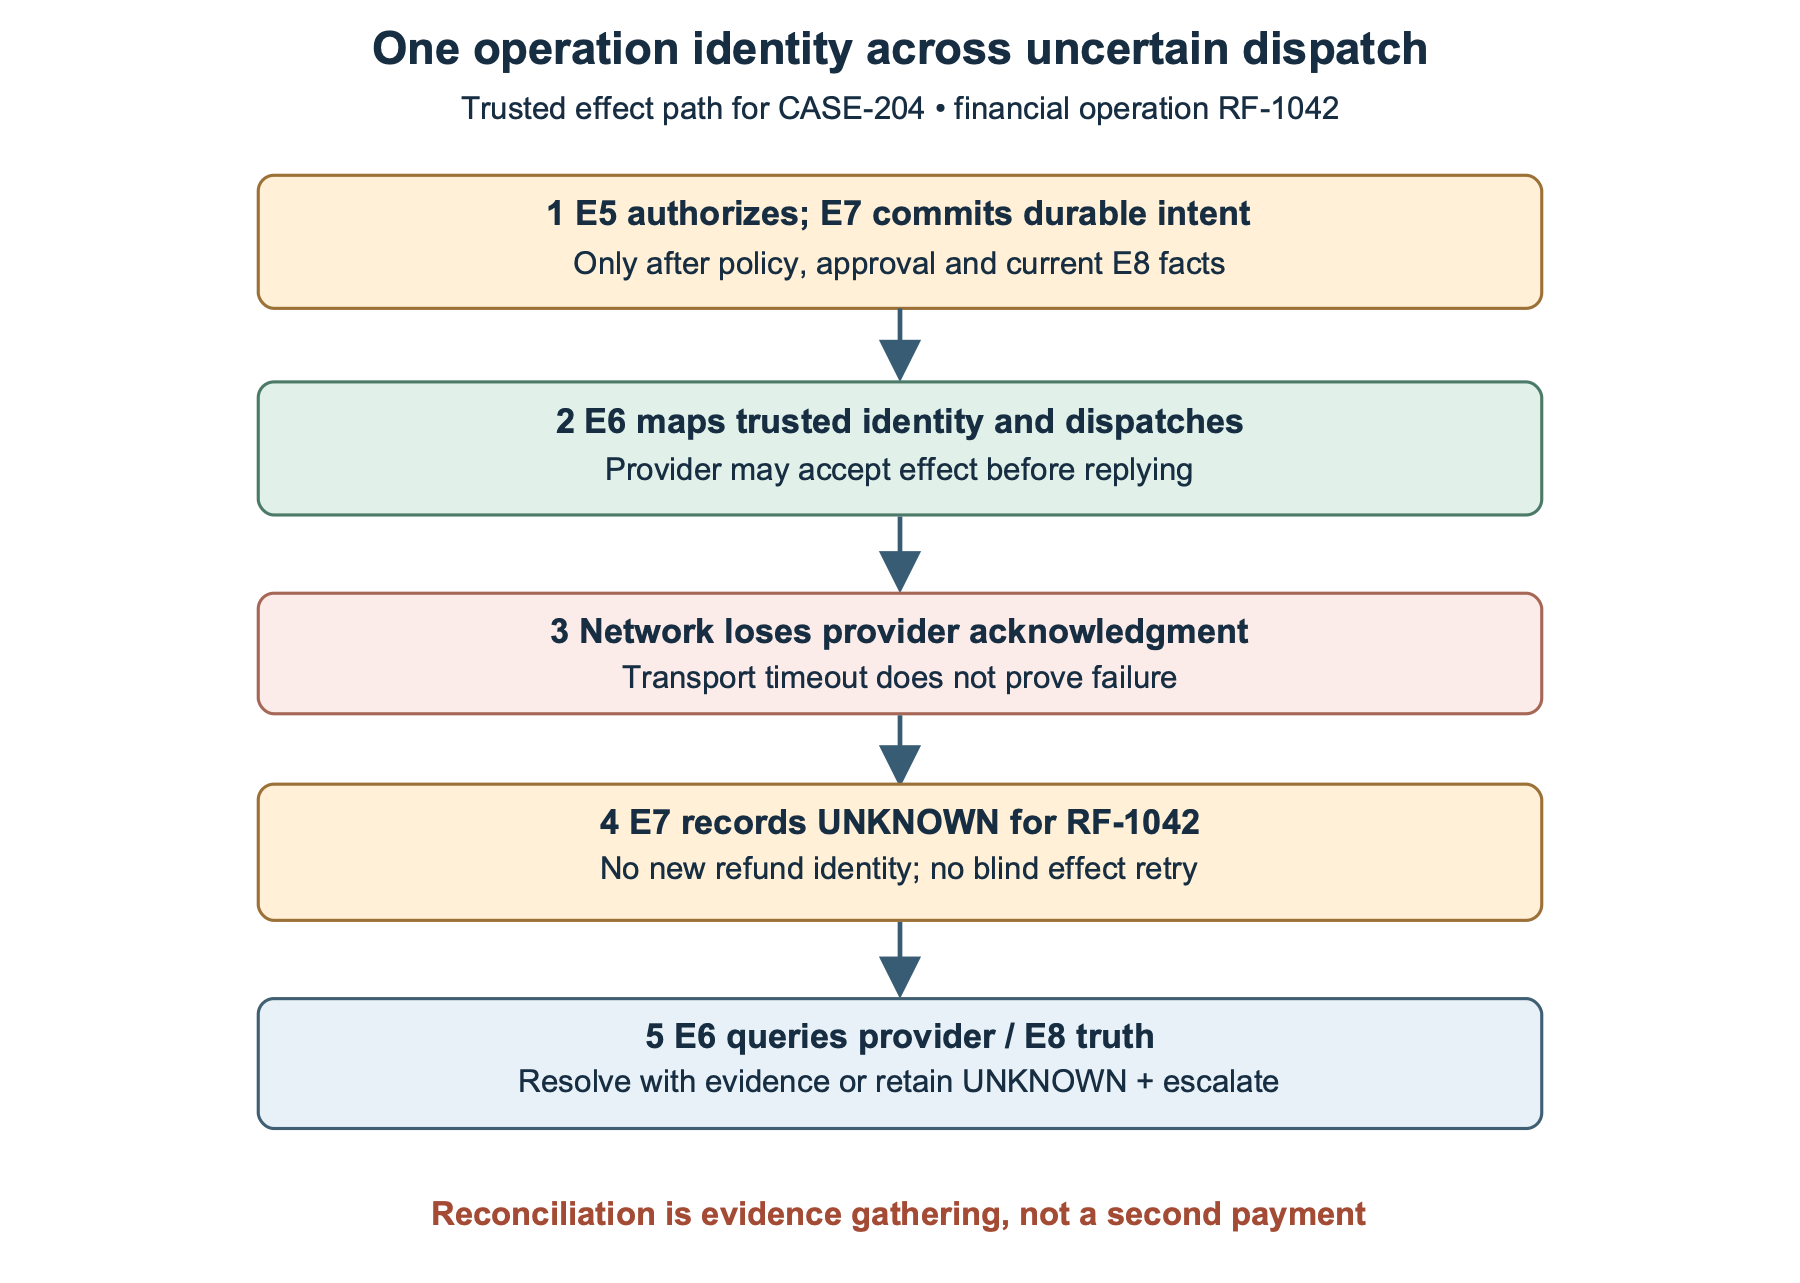 One operation identity across uncertain dispatch
Trusted effect path for CASE-204 • financial operation RF-1042
1 E5 authorizes; E7 commits durable intent
Only after policy, approval and current E8 facts
2 E6 maps trusted identity and dispatches
Provider may accept effect before replying
3 Network loses provider acknowledgment
Transport timeout does not prove failure
4 E7 records UNKNOWN for RF-1042
No new refund identity; no blind effect retry
5 E6 queries provider / E8 truth
Resolve with evidence or retain UNKNOWN + escalate
Reconciliation is evidence gathering, not a second payment